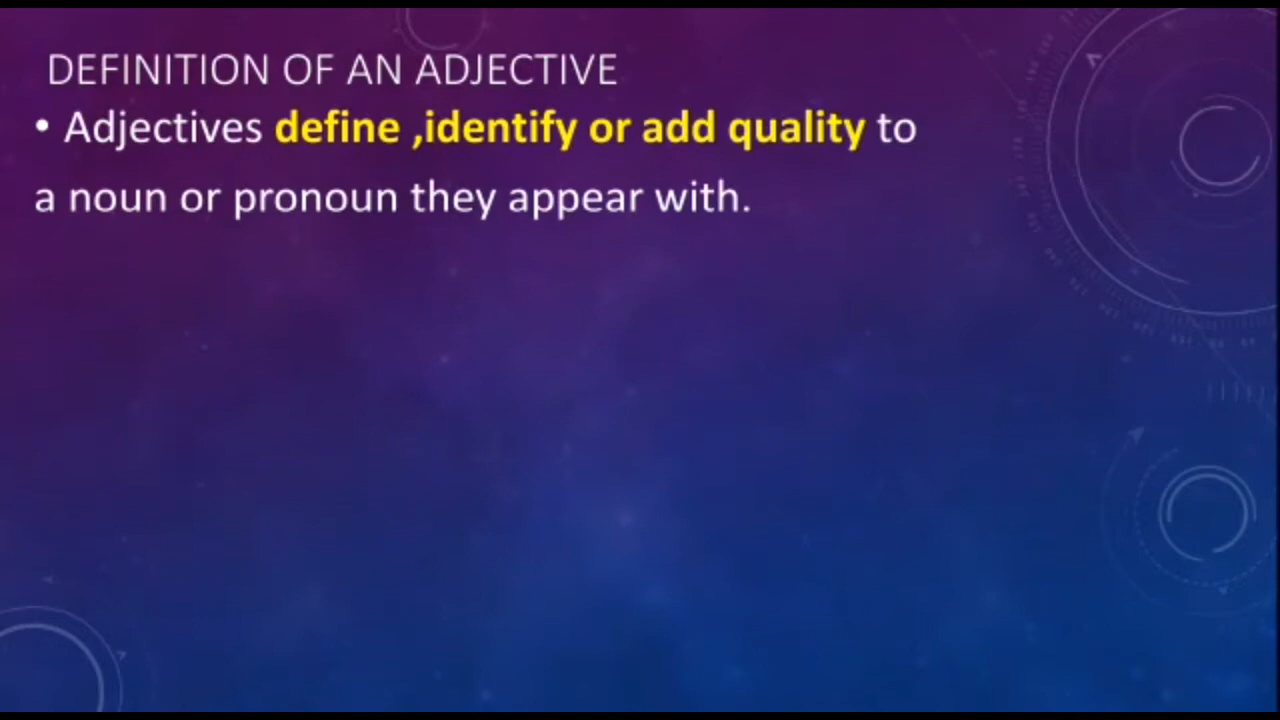 DEFINITION OF AN ADJECTIVE
• Adjectives define ,identify or add quality to
a noun or pronoun they appear with.